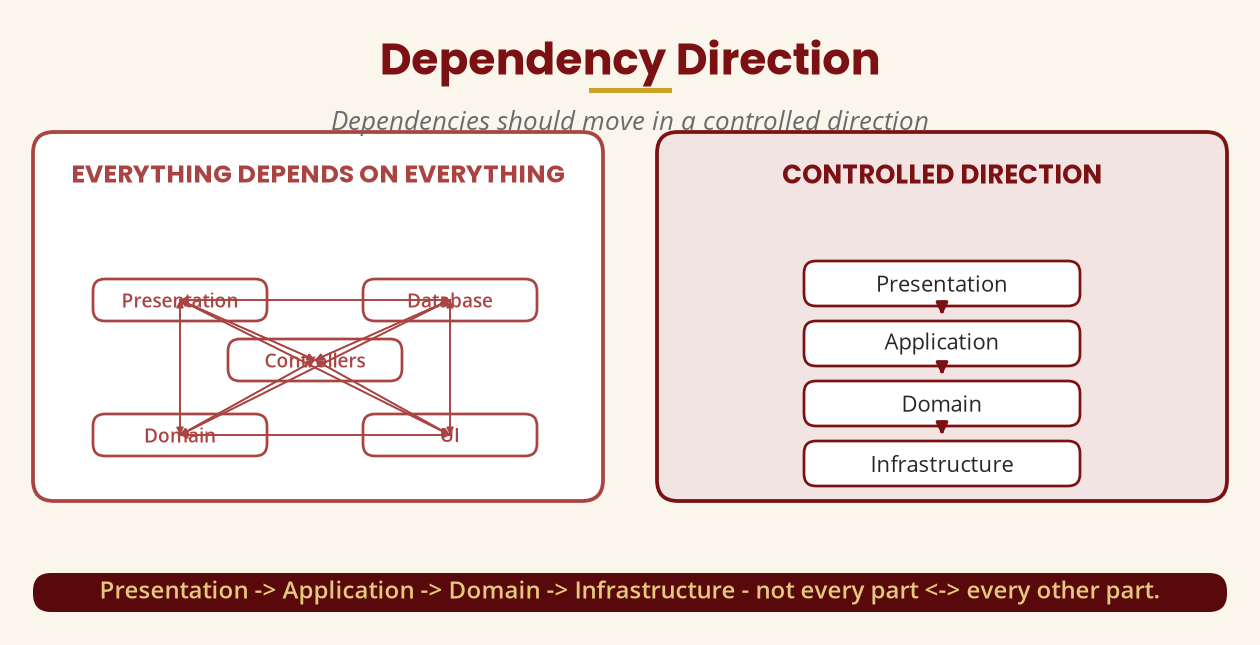 Dependency Direction
Dependencies should move in a controlled direction
EVERYTHING DEPENDS ON EVERYTHING
Presentation
Database
Controllers
Domain
UI
CONTROLLED DIRECTION
Presentation
Application
Domain
Infrastructure
Presentation -> Application -> Domain -> Infrastructure - not every part <-> every other part.